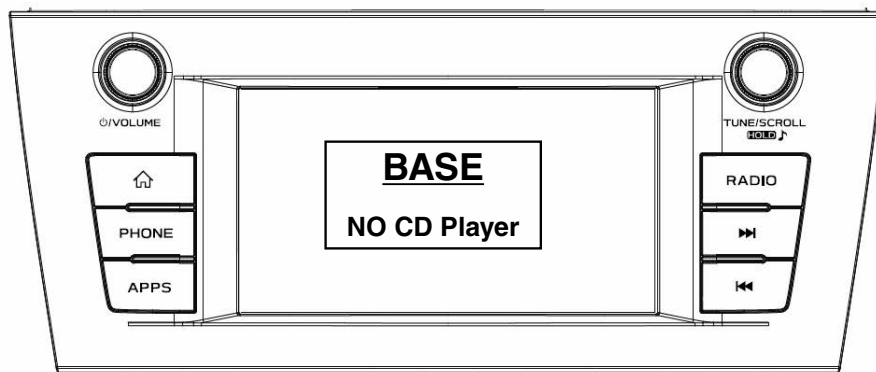 ⏻/VOLUME
TUNE/SCROLL
HOLD ♪
BASE
NO CD Player
PHONE
APPS
RADIO